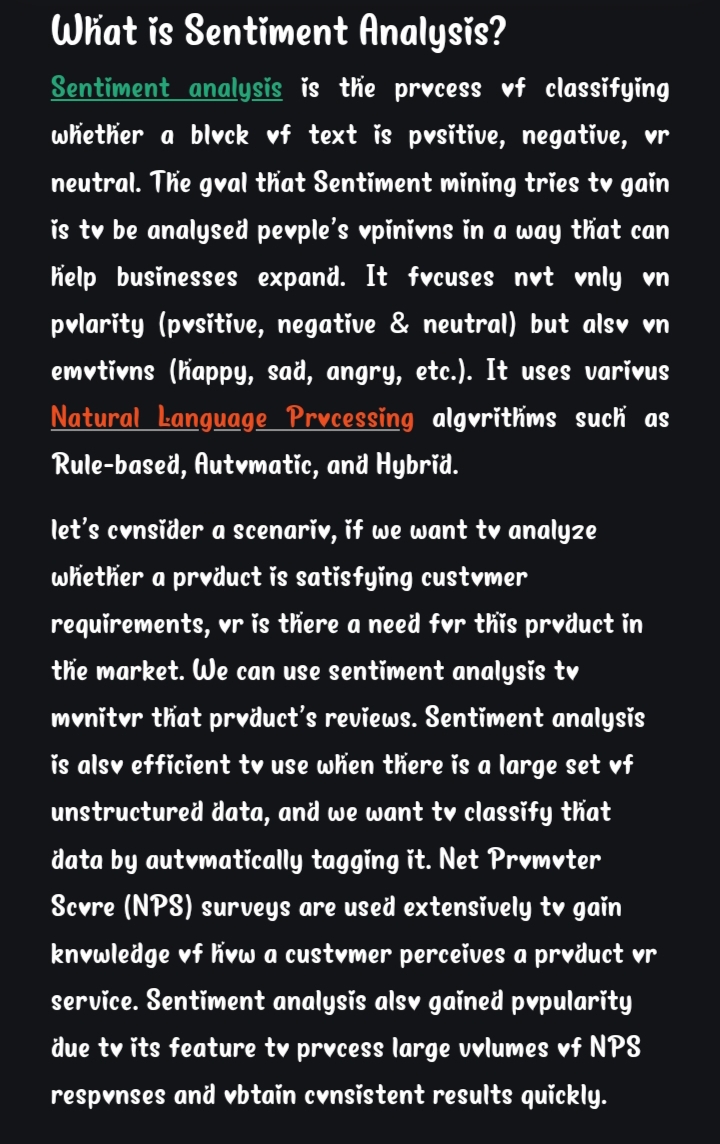 What is Sentiment Analysis?
Sentiment analysis is the process of classifying
whether a block of text is positive, negative, or
neutral. The goal that Sentiment mining tries to gain
is to be analysed people's opinions in a way that can
help businesses expand. It focuses not only on
polarity (positive, negative & neutral) but also on
emotions (happy, sad, angry, etc.). It uses various
Natural Language Processing algorithms such as
Rule-based, Automatic, and Hybrid.
let's consider a scenario, if we want to analyze
whether a product is satisfying customer
requirements, or is there a need for this product in
the market. We can use sentiment analysis to
monitor that product's reviews. Sentiment analysis
is also efficient to use when there is a large set of
unstructured data, and we want to classify that
data by automatically tagging it. Net Promoter
Score (NPS) surveys are used extensively to gain
knowledge of how a customer perceives a product or
service. Sentiment analysis also gained popularity
due to its feature to process large volumes of NPS
responses and obtain consistent results quickly.